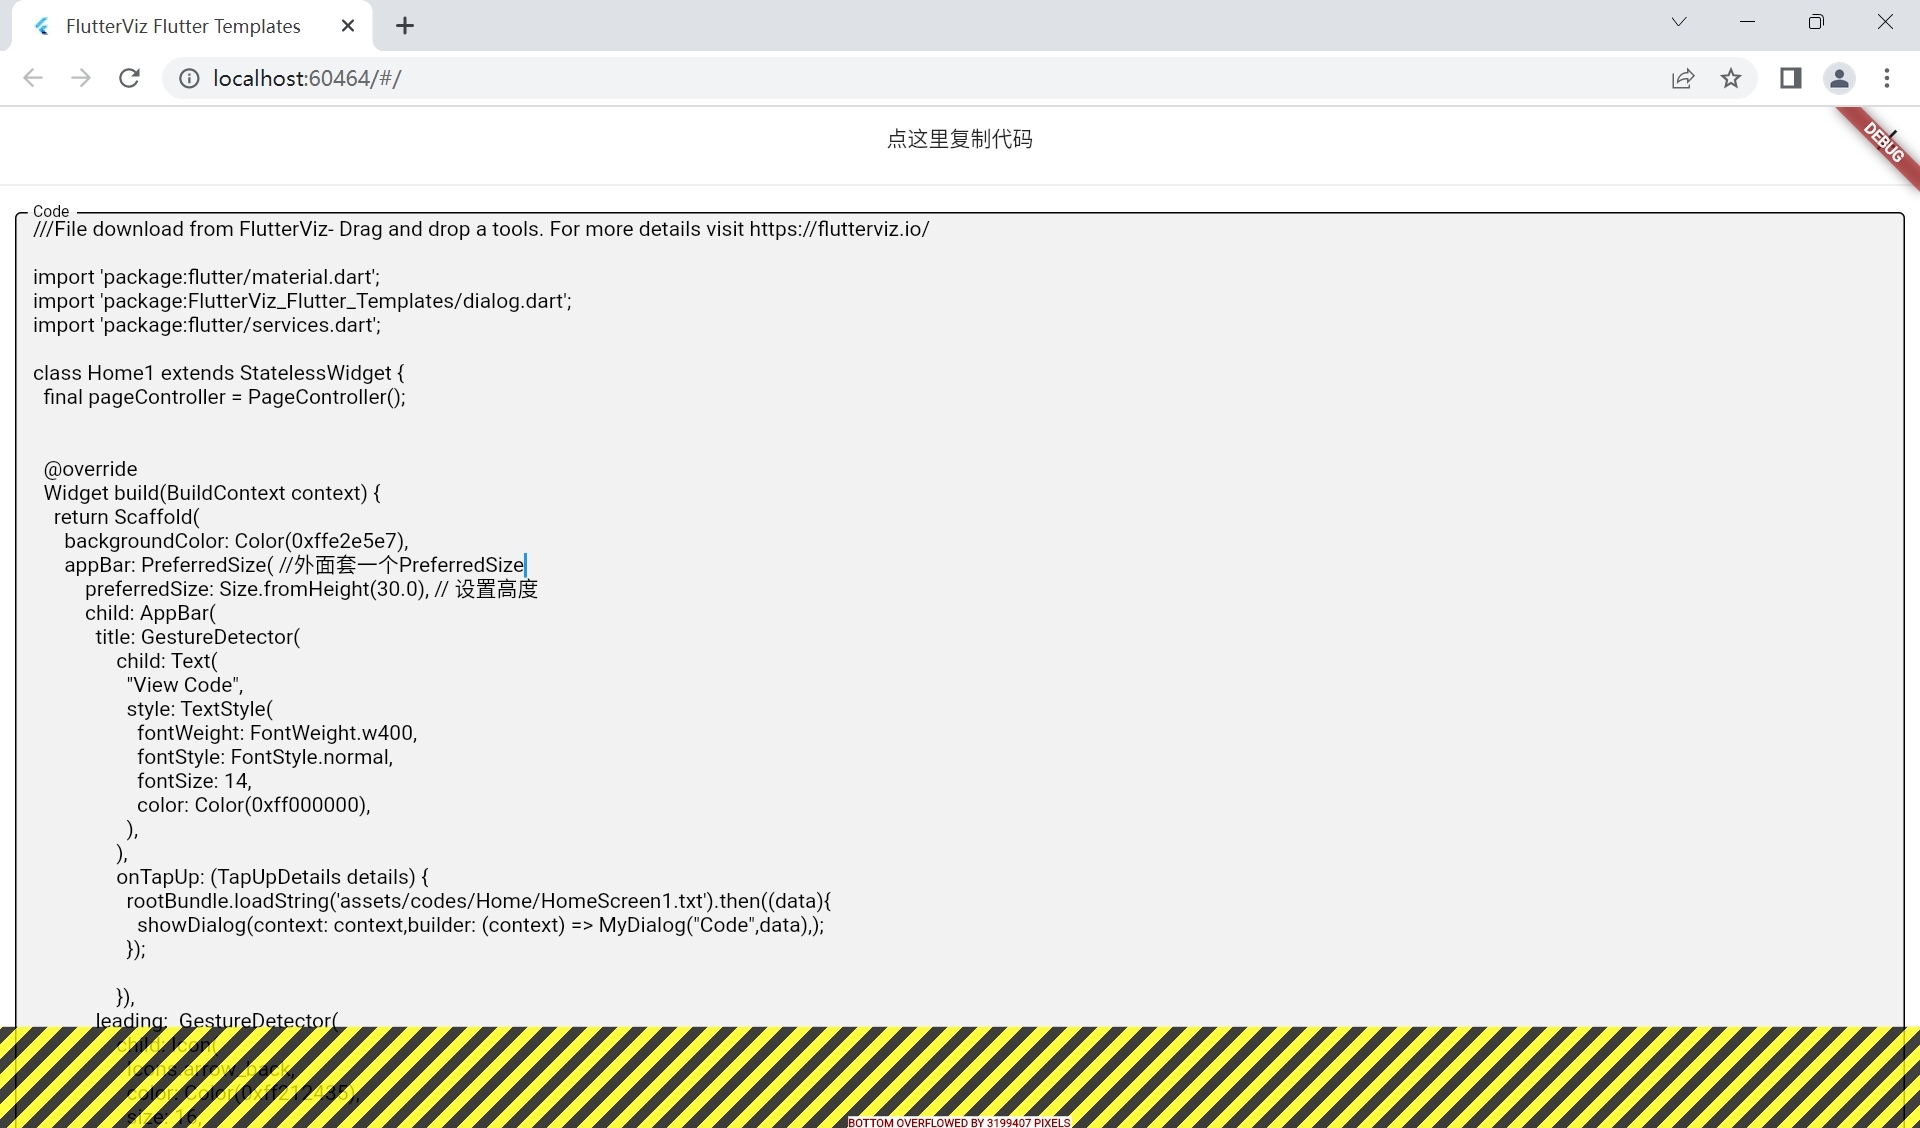 FlutterViz Flutter Templates
localhost:60464/#/
点这里复制代码
DEBUG
Code
///File download from FlutterViz- Drag and drop a tools. For more details visit https://flutterviz.io/
import 'package:flutter/material.dart';
import 'package:FlutterViz_Flutter_Templates/dialog.dart';
import 'package:flutter/services.dart';
class Home1 extends StatelessWidget {
final pageController = PageController();
@override
Widget build(BuildContext context) {
return Scaffold(
backgroundColor: Color(0xffe2e5e7),
appBar: PreferredSize( //外面套一个PreferredSize
preferredSize: Size.fromHeight(30.0), // 设置高度
child: AppBar(
title: GestureDetector(
child: Text(
"View Code",
style: TextStyle(
fontWeight: FontWeight.w400,
fontStyle: FontStyle.normal,
fontSize: 14,
color: Color(0xff000000),
),
),
onTapUp: (TapUpDetails details) {
rootBundle.loadString('assets/codes/Home/HomeScreen1.txt').then((data){
showDialog(context: context,builder: (context) => MyDialog("Code",data),);
});
}),
leading: GestureDetector(
child: Icon(
Icons.arrow_back,
color: Color(0xff212435),
size: 16,
BOTTOM OVERFLOWED BY 3199407 PIXELS